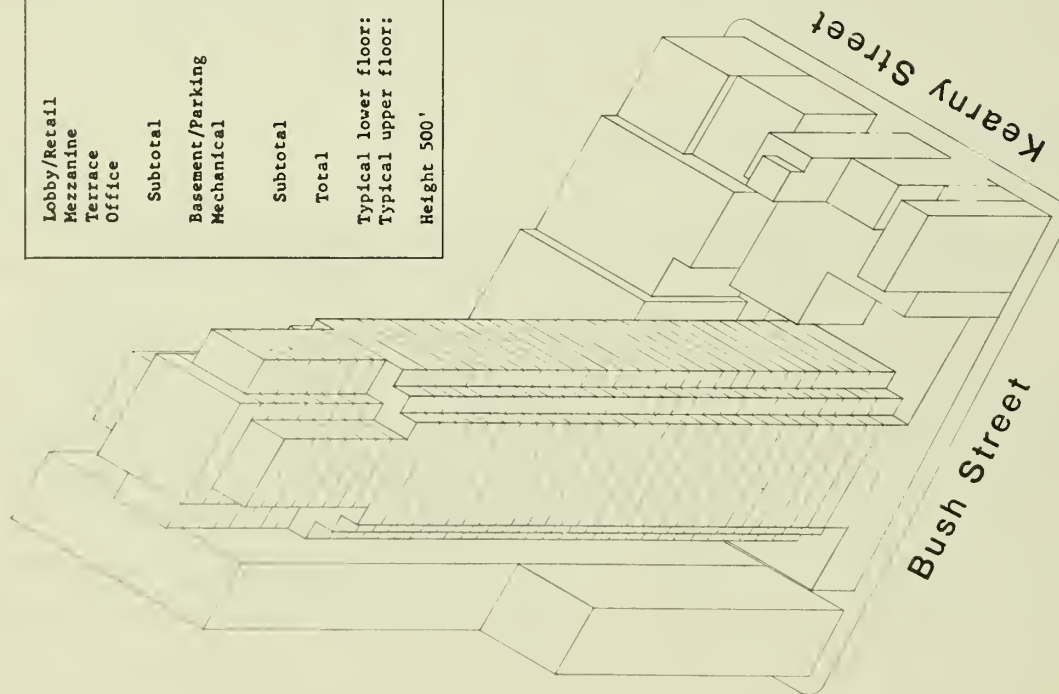 Lobby/Retail
Mezzanine
Terrace
Office
Subtotal
Basement/Parking
Mechanical
Subtotal
Total
Typical lower floor:
Typical upper floor:
Height 500'
Kearny Street
Bush Street